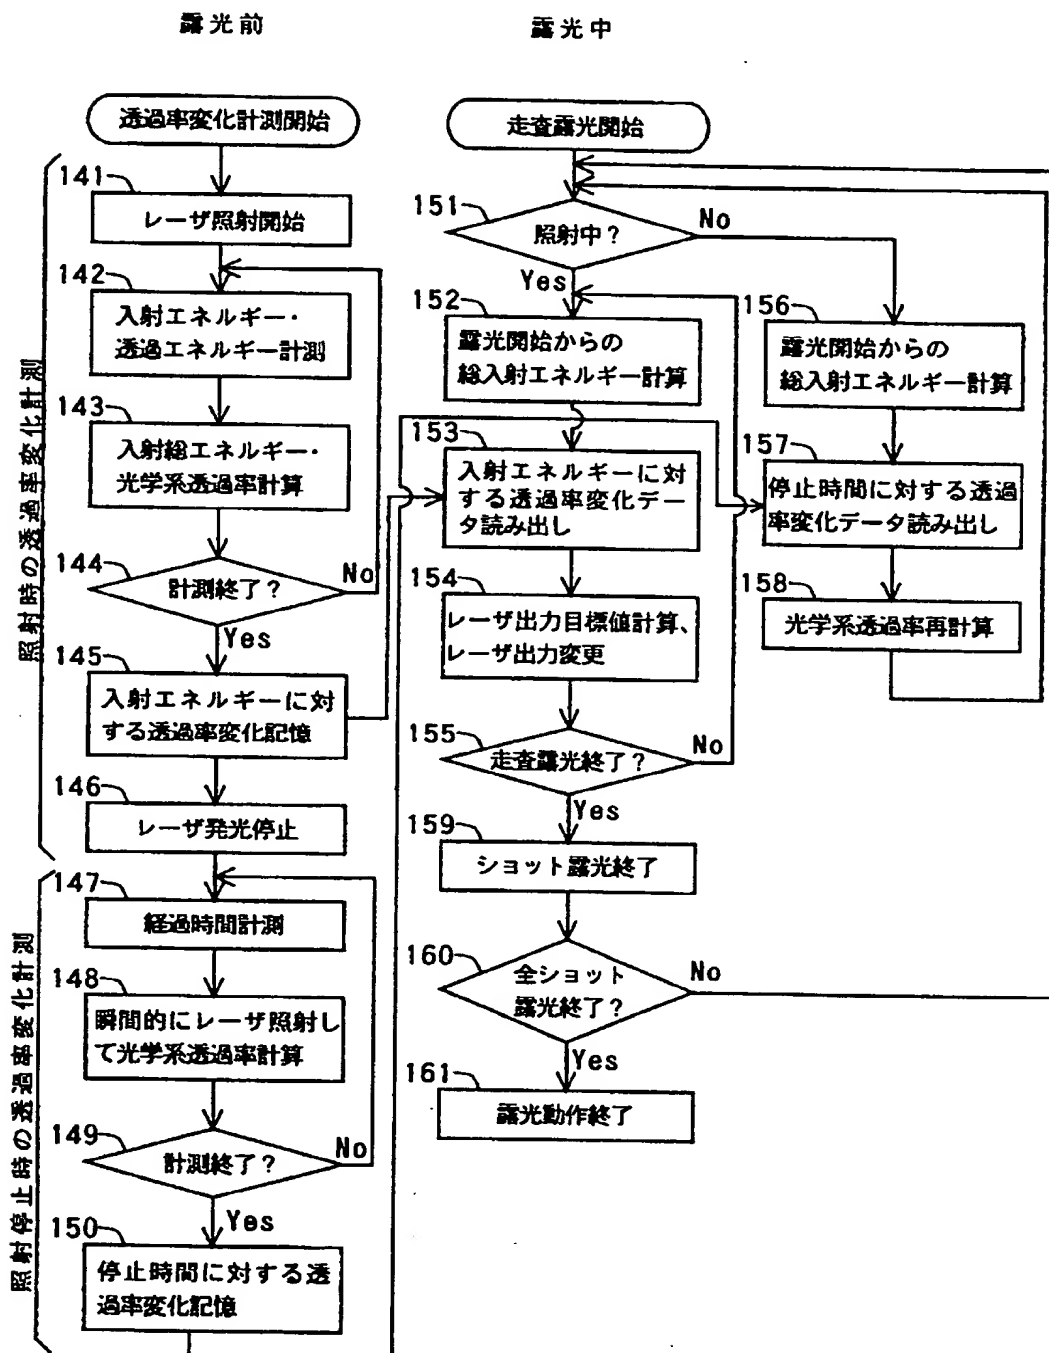 露光前
露光中
透過率変化計測開始
照射時の透過率変化計測
141
レーザ照射開始
142
入射エネルギー・
透過エネルギー計測
143
入射総エネルギー・
光学系透過率計算
144
計測終了？
No
Yes
145
入射エネルギーに対
する透過率変化記憶
146
レーザ発光停止
照射停止時の透過率変化計測
147
経過時間計測
148
瞬間的にレーザ照射し
て光学系透過率計算
149
計測終了？
No
Yes
150
停止時間に対する透
過率変化記憶
走査露光開始
151
照射中？
No
Yes
152
露光開始からの
総入射エネルギー計算
153
入射エネルギーに対
する透過率変化デー
タ読み出し
154
レーザ出力目標値計算、
レーザ出力変更
155
走査露光終了？
No
Yes
156
露光開始からの
総入射エネルギー計算
157
停止時間に対する透過
率変化データ読み出し
158
光学系透過率再計算
159
ショット露光終了
160
全ショット
露光終了？
No
Yes
161
露光動作終了